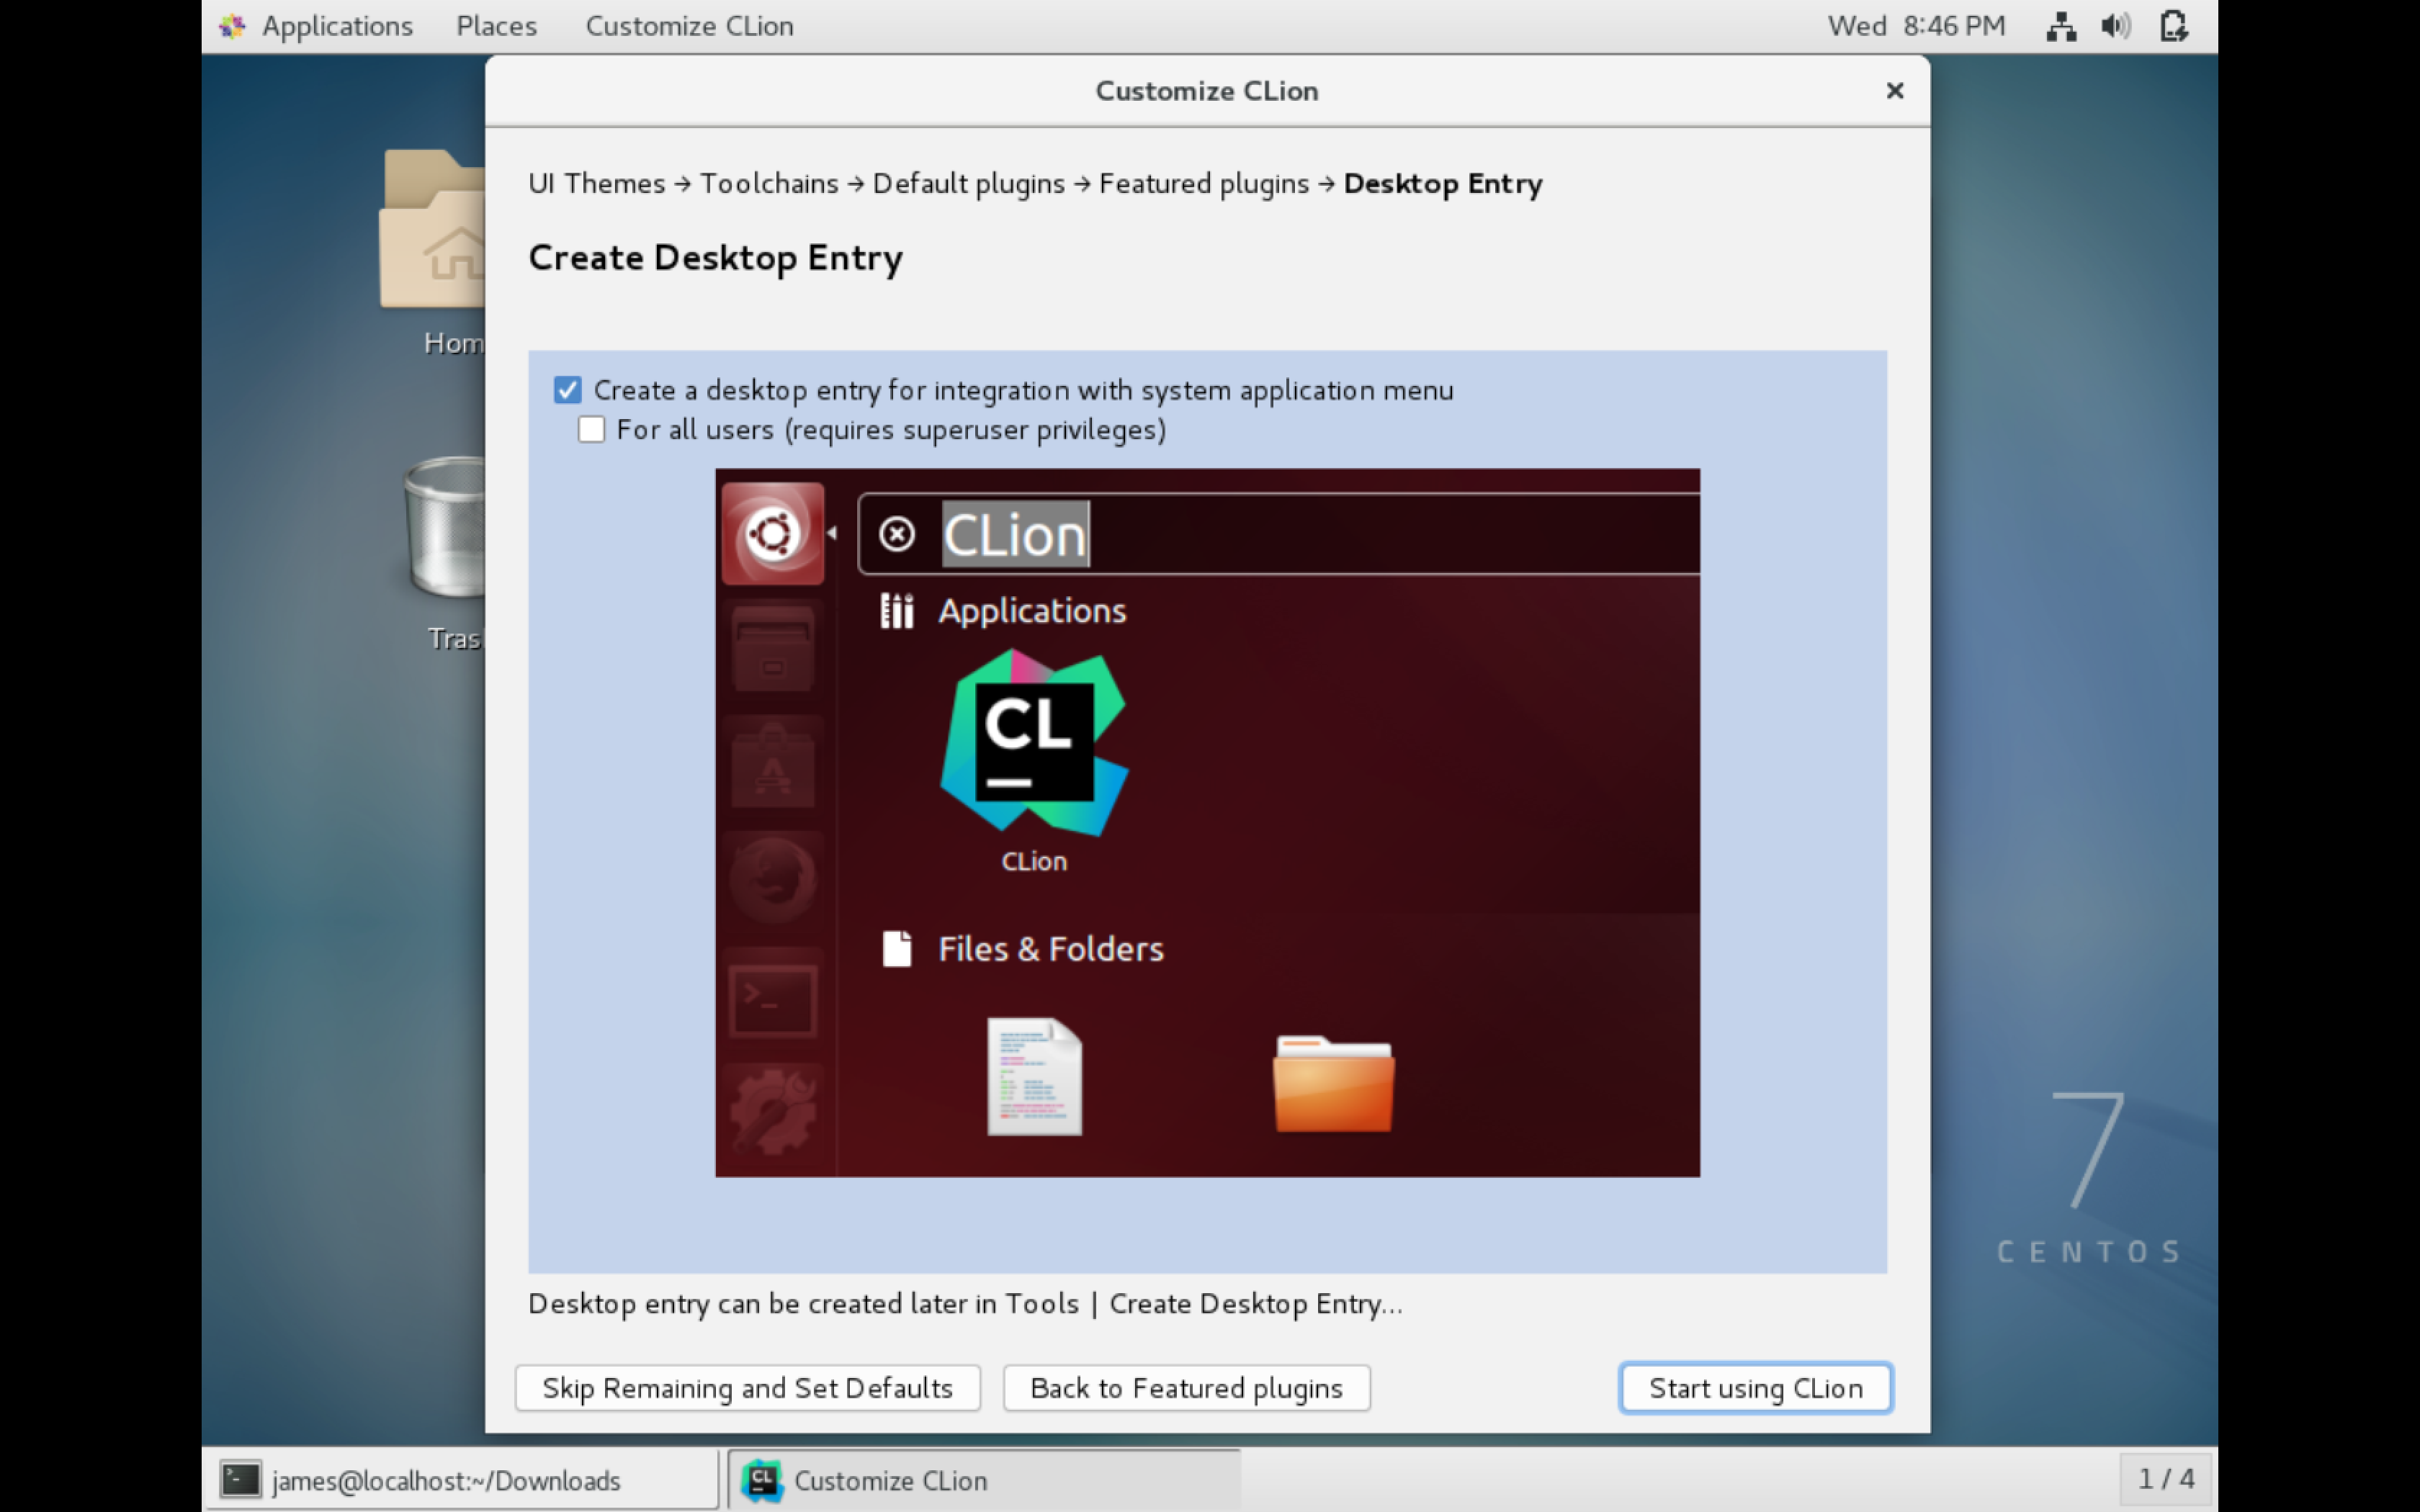 Applications Places Customize CLion Wed 8:46 PM
Customize CLion
UI Themes → Toolchains → Default plugins → Featured plugins → Desktop Entry
Create Desktop Entry
Hom
Create a desktop entry for integration with system application menu
For all users (requires superuser privileges)
CLion
Applications
Tras
CL
CLion
Files & Folders
7
CENTOS
Desktop entry can be created later in Tools | Create Desktop Entry...
Skip Remaining and Set Defaults Back to Featured plugins Start using CLion
james@localhost:~/Downloads CL Customize CLion 1 / 4